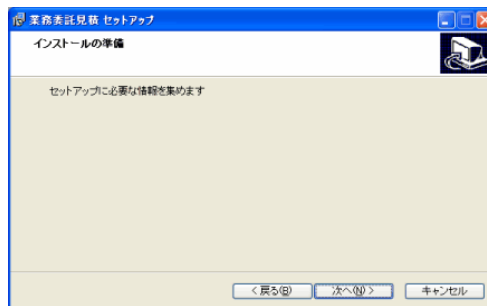 業務委託見積 セットアップ
インストールの準備
セットアップに必要な情報を集めます
< 戻る(B)
次へ(N) >
キャンセル